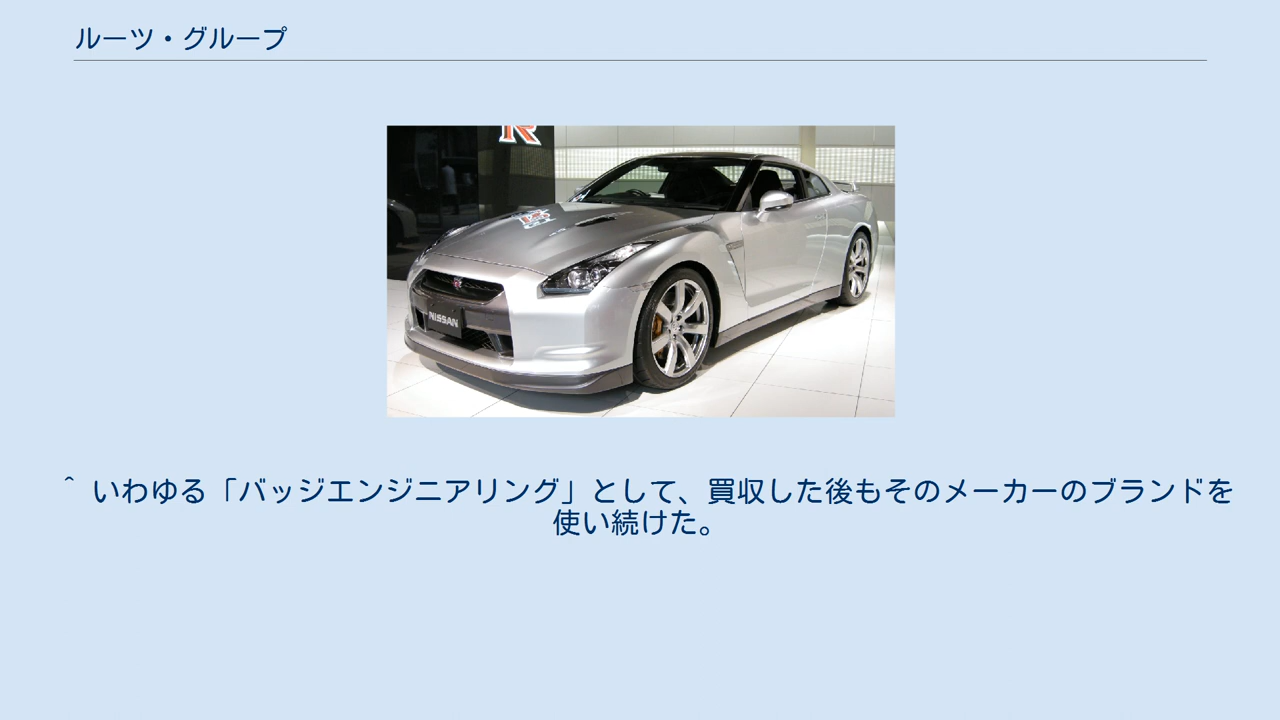 ルーツ・グループ
R
NISSAN
^ いわゆる「バッジエンジニアリング」として、買収した後もそのメーカーのブランドを
使い続けた。